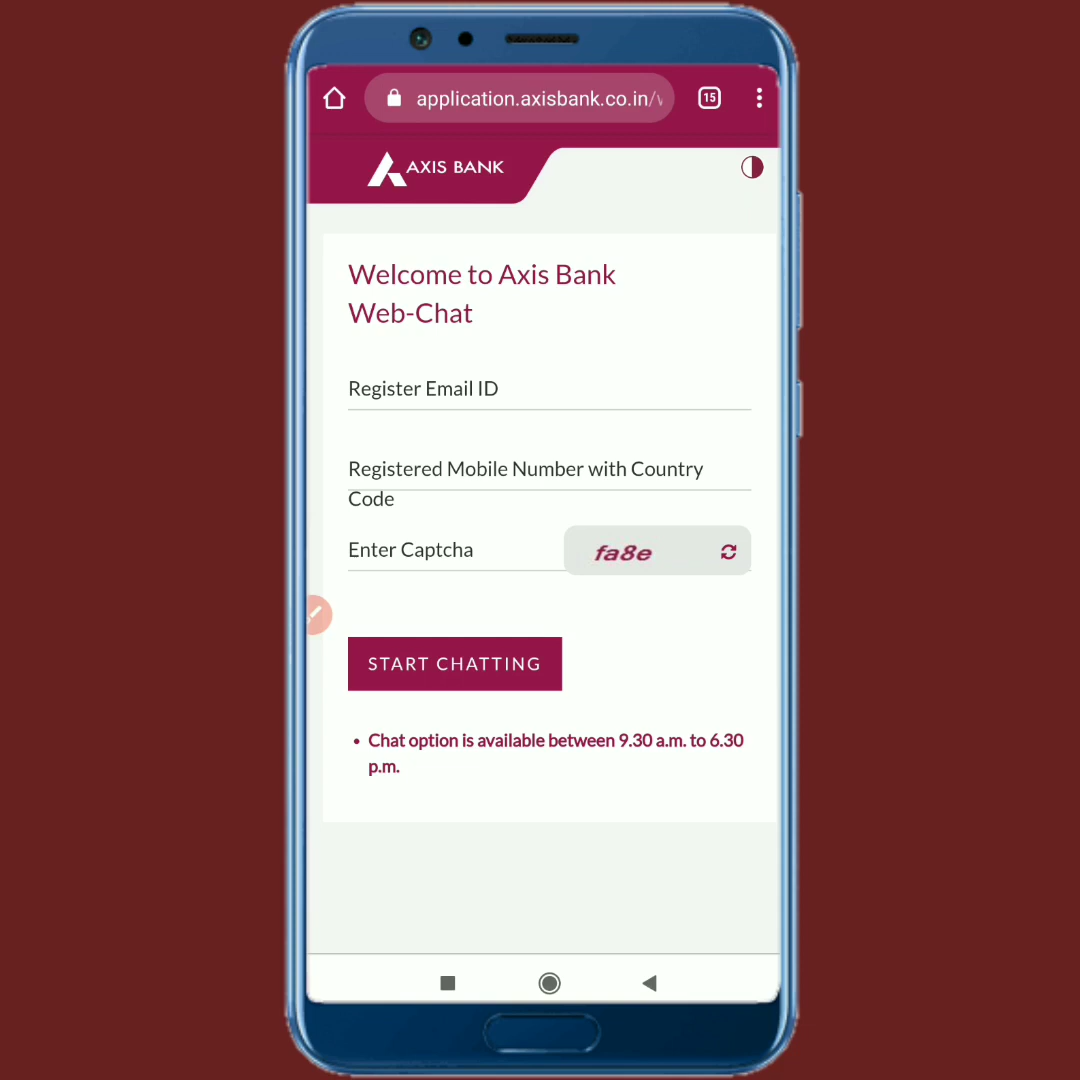 application.axisbank.co.in/
15
AXIS BANK
Welcome to Axis Bank
Web-Chat
Register Email ID
Registered Mobile Number with Country
Code
Enter Captcha
fa8e
START CHATTING
• Chat option is available between 9.30 a.m. to 6.30
p.m.